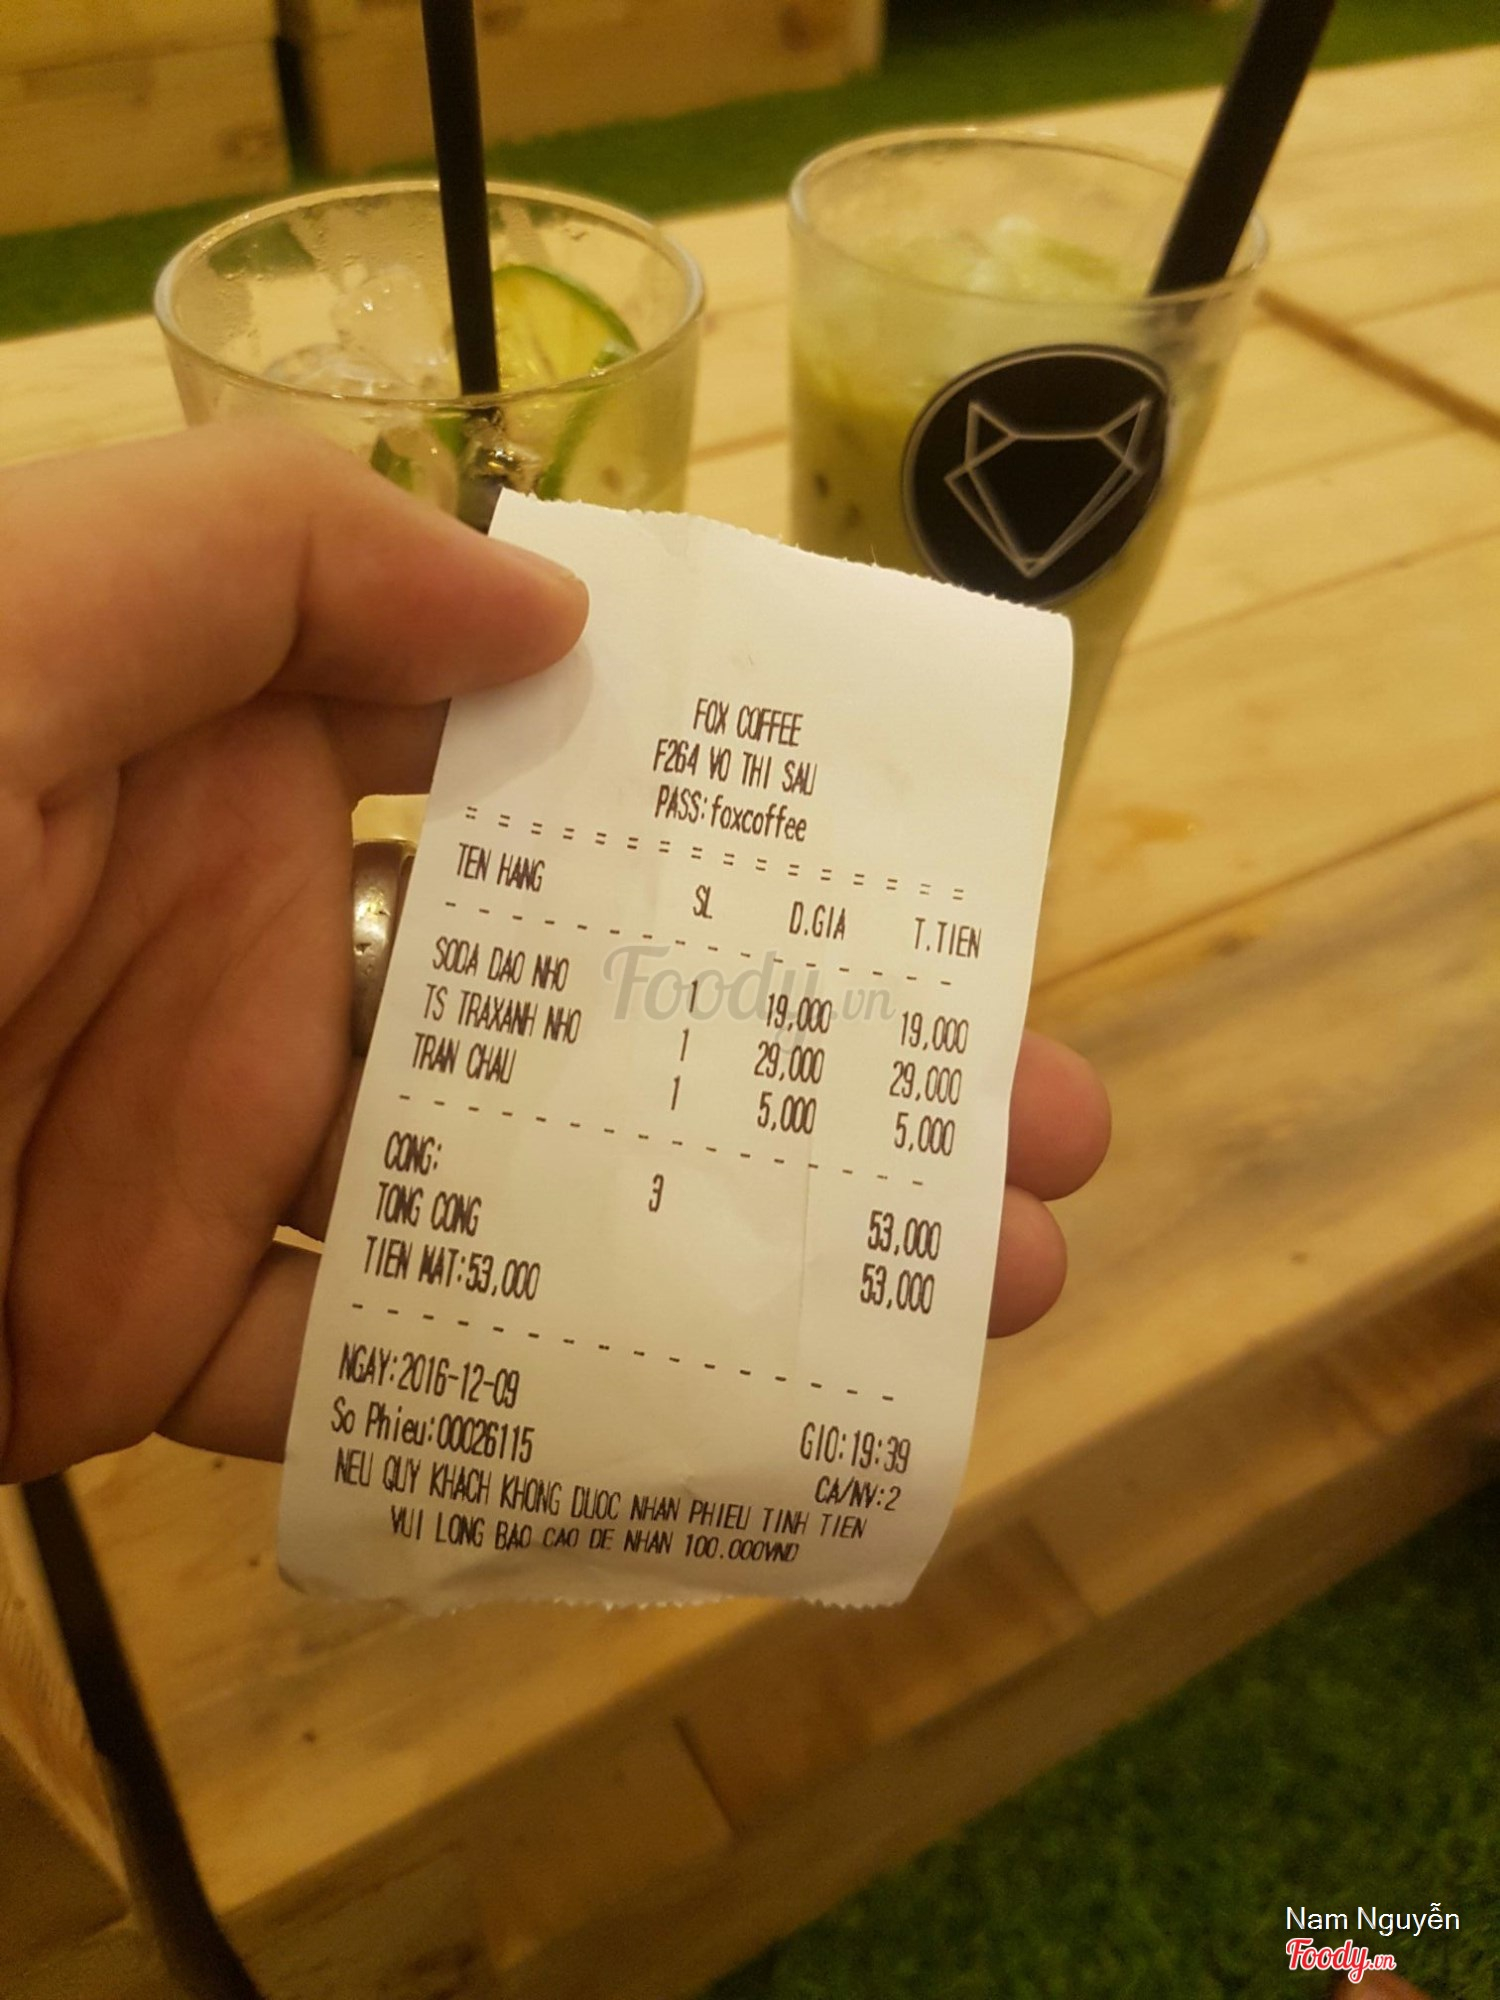 FOX COFFEE
F264 VO THI SAU
PASS:foxcoffee
= = = = = = = = = = = = = = = =
TEN HANG SL D.GIA T.TIEN
- - - - - - - - - - - - - - - -
SODA DAO NHO 1 19,000 19,000
TS TRAXANH NHO 1 29,000 29,000
TRAN CHAU 1 5,000 5,000
- - - - - - - - - - - - - - - -
CONG: 3 53,000
TONG CONG 53,000
TIEN MAT:53,000
- - - - - - - - - - - - - - - -
NGAY:2016-12-09 GIO:19:39
So Phieu:00026115 CA/NV:2
NEU QUY KHACH KHONG DUOC NHAN PHIEU TINH TIEN
VUI LONG BAO CAO DE NHAN 100.000VND
Foody.vn
Nam Nguyễn
Foody.vn